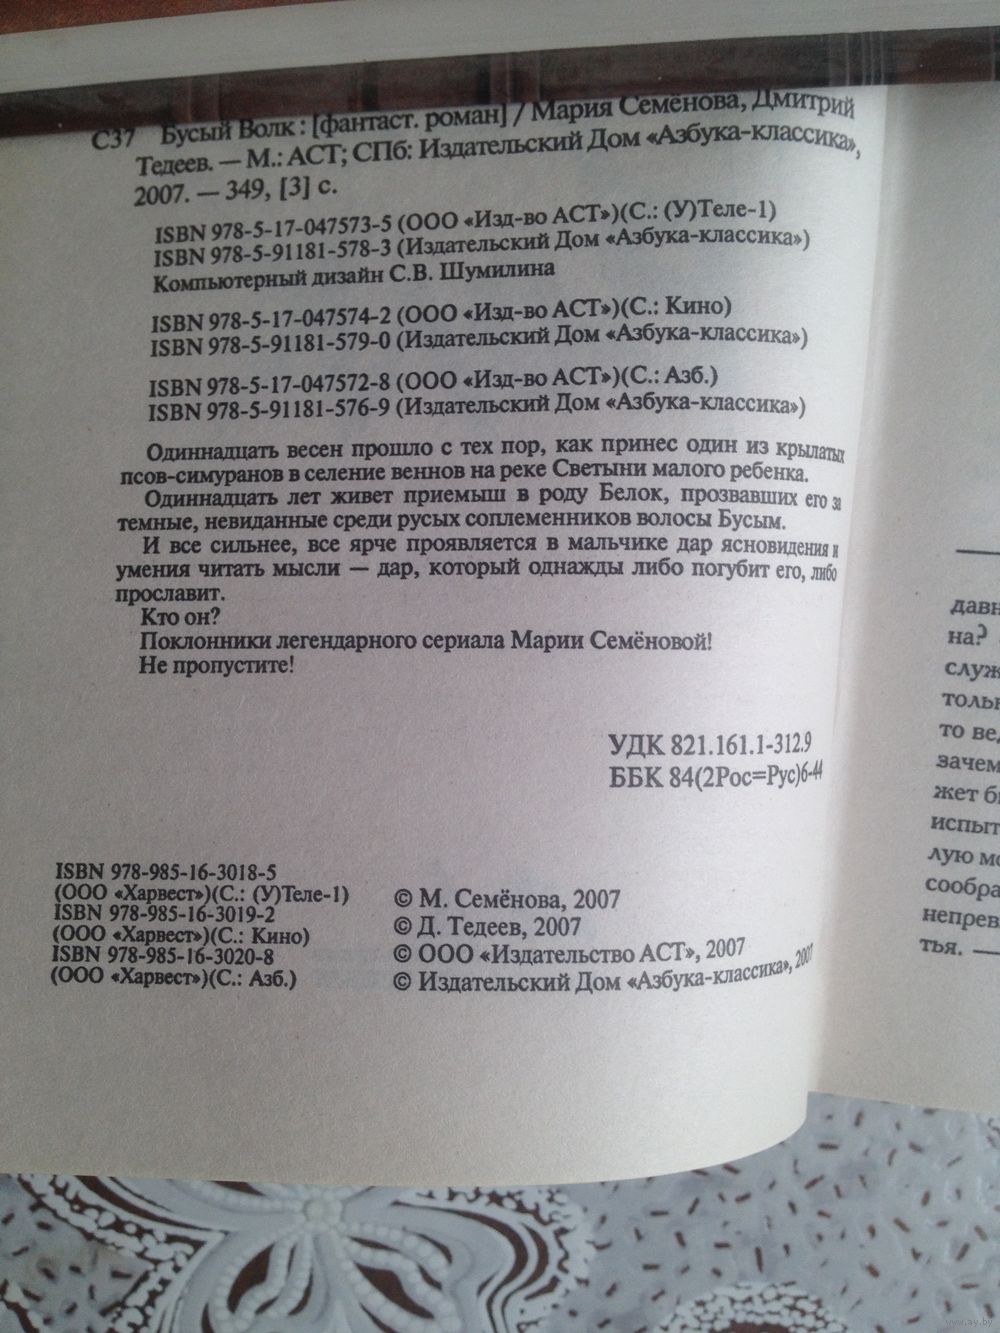 С37 Бусый Волк : [фантаст. роман] / Мария Семёнова, Дмитрий
Тедеев. — М.: АСТ; СПб: Издательский Дом «Азбука-классика»,
2007. — 349, [3] с.
ISBN 978-5-17-047573-5 (ООО «Изд-во АСТ»)(С.: (У)Теле-1)
ISBN 978-5-91181-578-3 (Издательский Дом «Азбука-классика»)
Компьютерный дизайн С.В. Шумилина
ISBN 978-5-17-047574-2 (ООО «Изд-во АСТ»)(С.: Кино)
ISBN 978-5-91181-579-0 (Издательский Дом «Азбука-классика»)
ISBN 978-5-17-047572-8 (ООО «Изд-во АСТ»)(С.: Азб.)
ISBN 978-5-91181-576-9 (Издательский Дом «Азбука-классика»)
Одиннадцать весен прошло с тех пор, как принес один из крылатых
псов-симуранов в селение веннов на реке Светыни малого ребенка.
Одиннадцать лет живет приемыш в роду Белок, прозвавших его за
темные, невиданные среди русых соплеменников волосы Бусым.
И все сильнее, все ярче проявляется в мальчике дар ясновидения и
умения читать мысли — дар, который однажды либо погубит его, либо
прославит.
Кто он?
Поклонники легендарного сериала Марии Семёновой!
Не пропустите!
УДК 821.161.1-312.9
ББК 84(2Рос=Рус)6-44
ISBN 978-985-16-3018-5
(ООО «Харвест»)(С.: (У)Теле-1)
ISBN 978-985-16-3019-2
(ООО «Харвест»)(С.: Кино)
ISBN 978-985-16-3020-8
(ООО «Харвест»)(С.: Азб.)
© М. Семёнова, 2007
© Д. Тедеев, 2007
© ООО «Издательство АСТ», 2007
© Издательский Дом «Азбука-классика», 2007
давн
на?
служ
тольн
то вед
зачем
жет б
испыт
лую мо
сообра
непрев
тья. —
www.ay.by